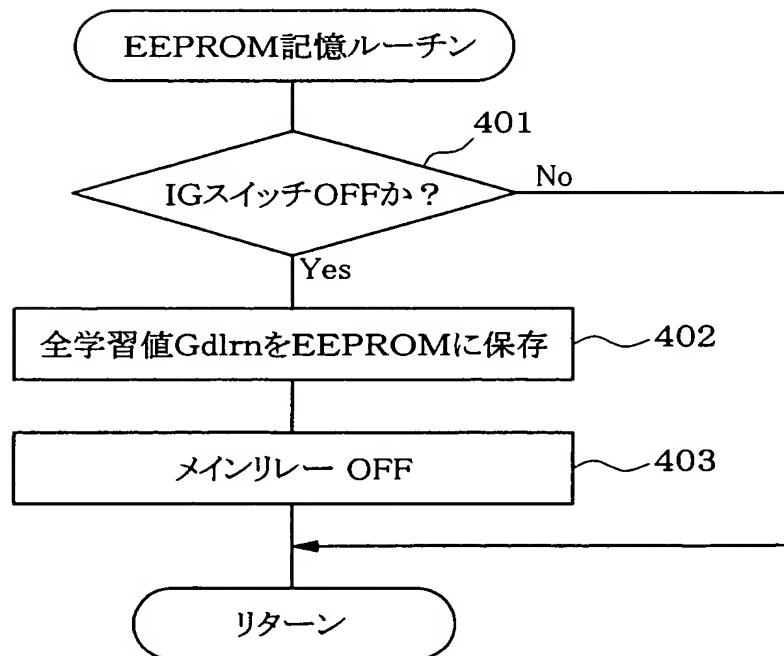 EEPROM記憶ルーチン
401
IGスイッチOFFか？
No
Yes
全学習値GdlrnをEEPROMに保存
402
メインリレー OFF
403
リターン